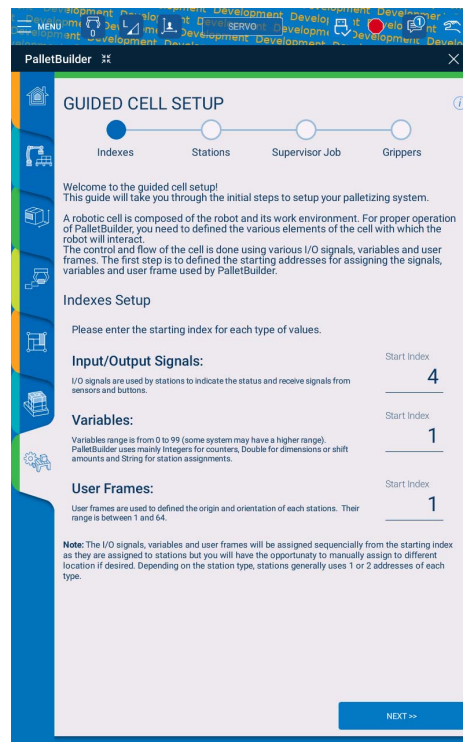 MENU
0
SERVO
1
PalletBuilder
GUIDED CELL SETUP
Indexes
Stations
Supervisor Job
Grippers
Welcome to the guided cell setup!
This guide will take you through the initial steps to setup your palletizing system.
A robotic cell is composed of the robot and its work environment. For proper operation
of PalletBuilder, you need to defined the various elements of the cell with which the
robot will interact.
The control and flow of the cell is done using various I/O signals, variables and user
frames. The first step is to defined the starting addresses for assigning the signals,
variables and user frame used by PalletBuilder.
Indexes Setup
Please enter the starting index for each type of values.
Input/Output Signals:
Start Index
4
I/O signals are used by stations to indicate the status and receive signals from
sensors and buttons.
Variables:
Start Index
1
Variables range is from 0 to 99 (some system may have a higher range).
PalletBuilder uses mainly Integers for counters, Double for dimensions or shift
amounts and String for station assignments.
User Frames:
Start Index
1
User frames are used to defined the origin and orientation of each stations. Their
range is between 1 and 64.
Note: The I/O signals, variables and user frames will be assigned sequencially from the starting index
as they are assigned to stations but you will have the opportunaty to manually assign to different
location if desired. Depending on the station type, stations generally uses 1 or 2 addresses of each
type.
NEXT >>